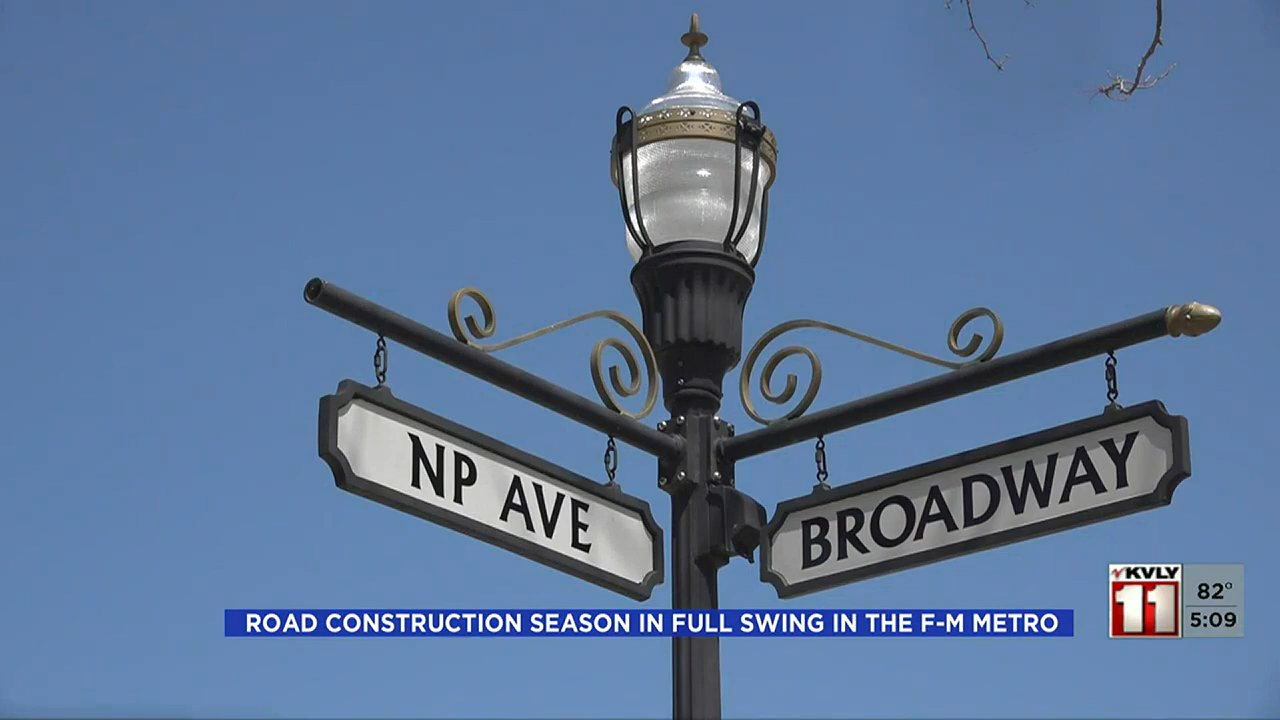 NP AVE
BROADWAY
ROAD CONSTRUCTION SEASON IN FULL SWING IN THE F-M METRO
KVLY
11
82°
5:09